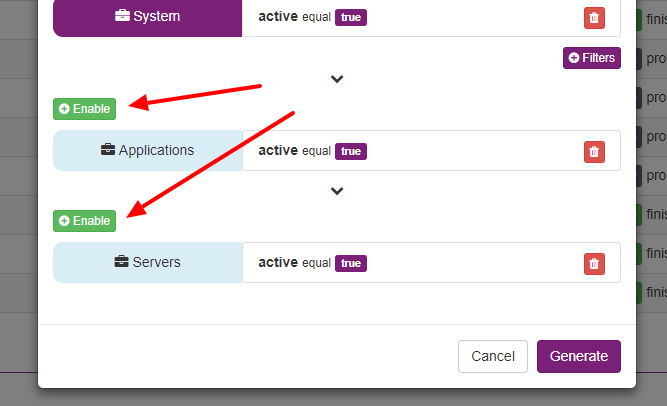 System active equal true
finis
Filters
pro
Enable
pro
Applications active equal true
pro
pro
Enable
finis
Servers active equal true
finis
finis
Cancel Generate